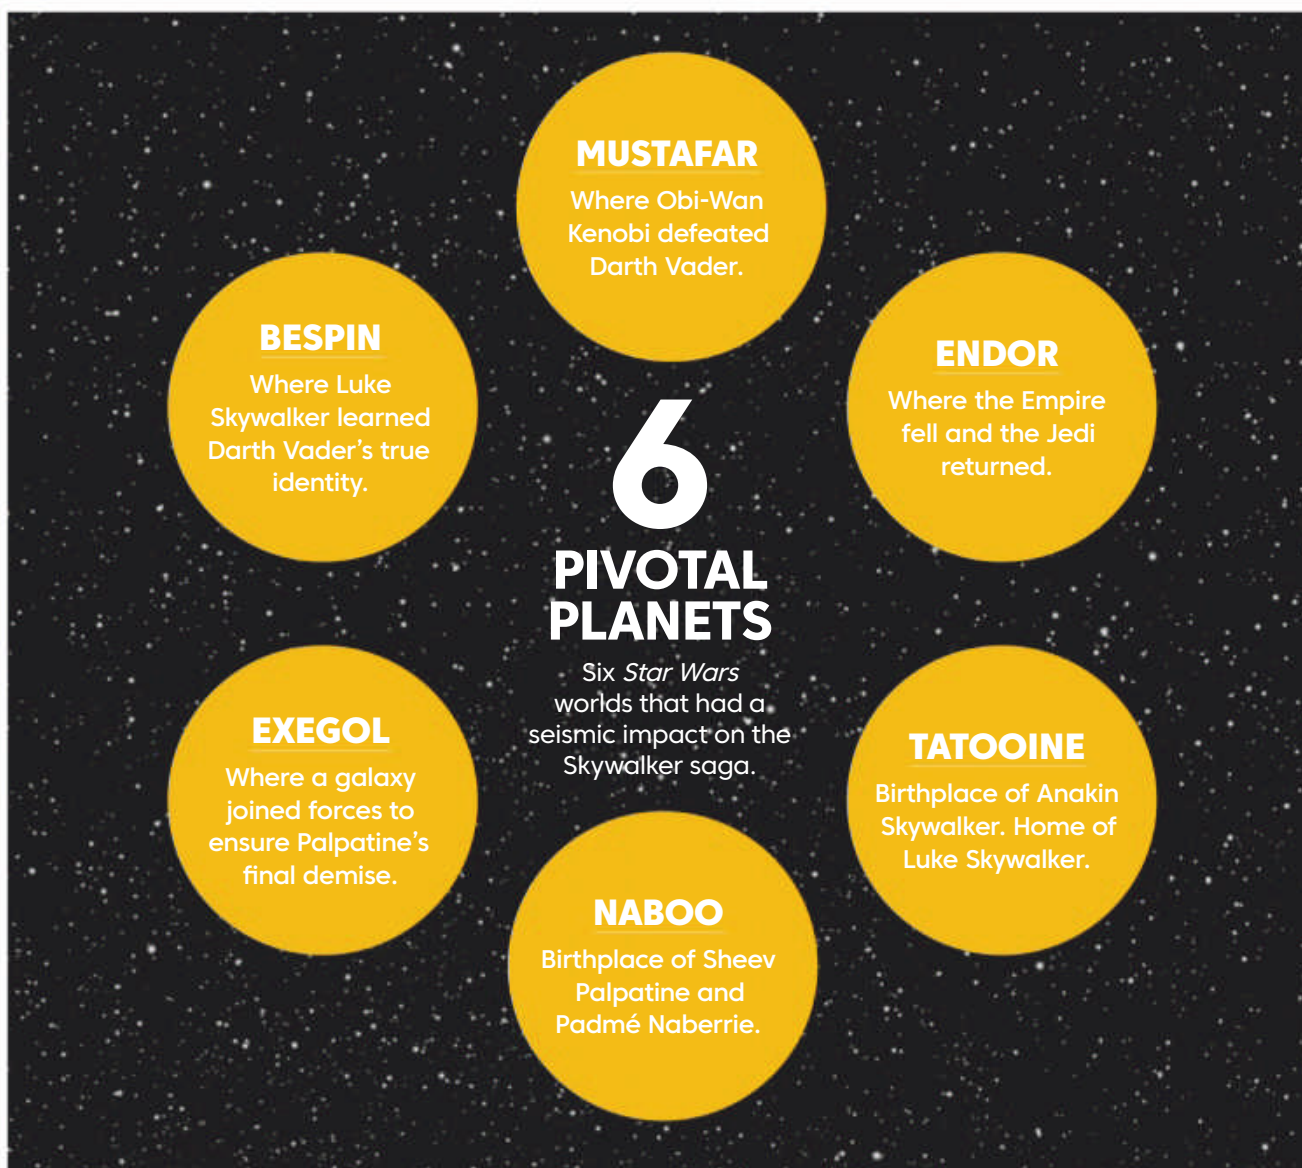 MUSTAFAR
Where Obi-Wan
Kenobi defeated
Darth Vader.
BESPIN
Where Luke
Skywalker learned
Darth Vader’s true
identity.
ENDOR
Where the Empire
fell and the Jedi
returned.
6
PIVOTAL
PLANETS
Six Star Wars
worlds that had a
seismic impact on the
Skywalker saga.
EXEGOL
Where a galaxy
joined forces to
ensure Palpatine’s
final demise.
TATOOINE
Birthplace of Anakin
Skywalker. Home of
Luke Skywalker.
NABOO
Birthplace of Sheev
Palpatine and
Padmé Naberrie.